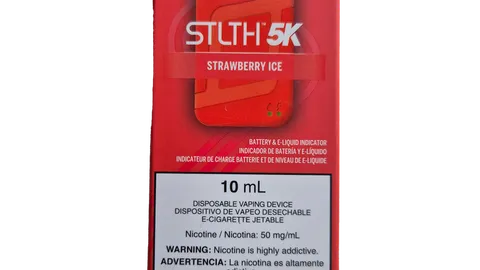 STLTH™ 5K
STRAWBERRY ICE
BATTERY & E-LIQUID INDICATOR
INDICADOR DE BATERÍA Y E-LÍQUIDO
INDICATEUR DE CHARGE BATTERIE ET DE NIVEAU DE E-LIQUIDE
10 mL
DISPOSABLE VAPING DEVICE
DISPOSITIVO DE VAPEO DESECHABLE
E-CIGARETTE JETABLE
Nicotine / Nicotina: 50 mg/mL
WARNING: Nicotine is highly addictive.
ADVERTENCIA: La nicotina es altamente